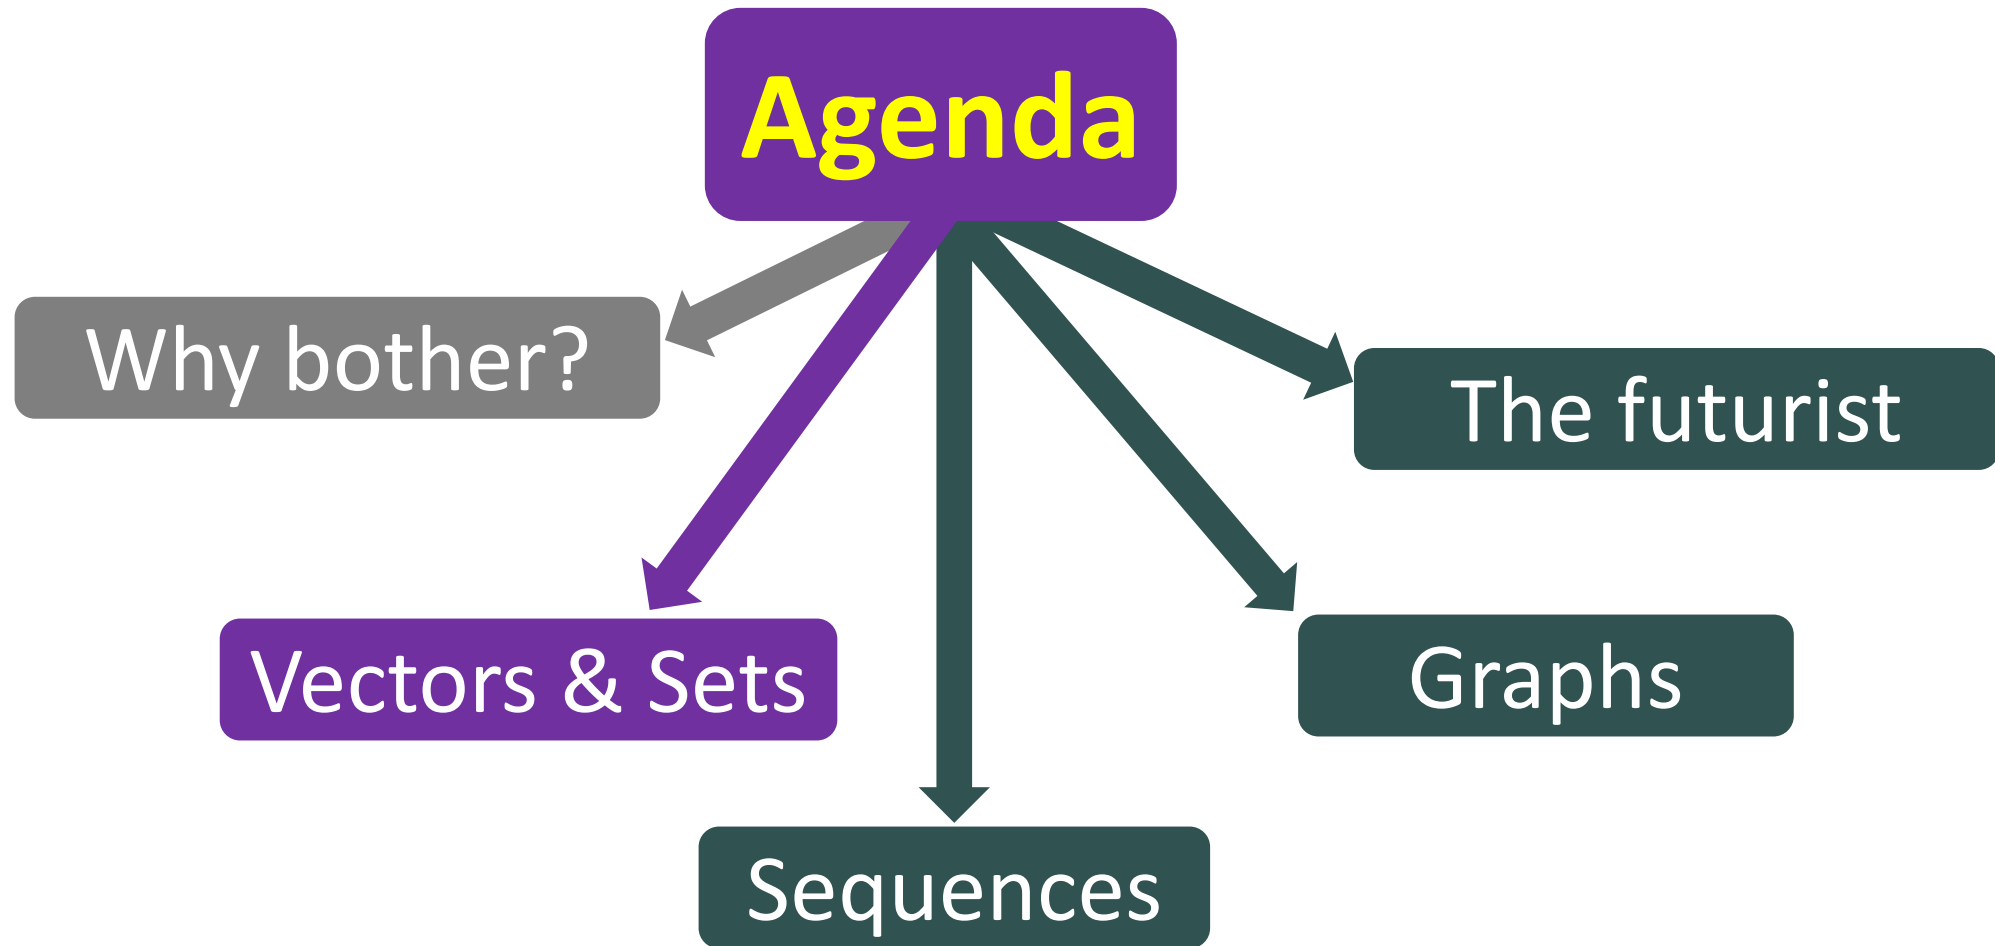 Agenda
Why bother?
The futurist
Vectors & Sets
Graphs
Sequences